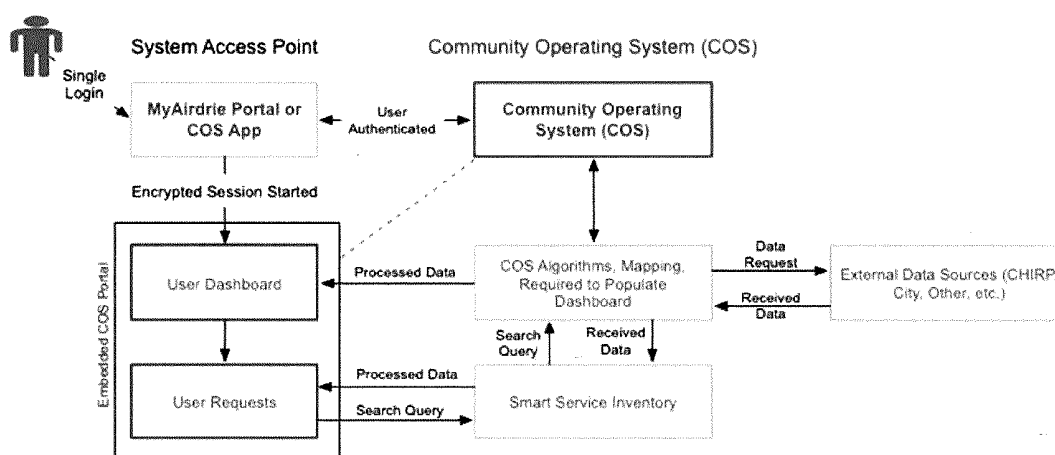 System Access Point
Community Operating System (COS)
Single
Login
MyAirdrie Portal or
COS App
User
Authenticated
Community Operating
System (COS)
Encrypted Session Started
Embedded COS Portal
User Dashboard
Processed Data
COS Algorithms, Mapping,
Required to Populate
Dashboard
Data
Request
Received
Data
External Data Sources (CHIRP,
City, Other, etc.)
Search
Query
Received
Data
User Requests
Processed Data
Search Query
Smart Service Inventory